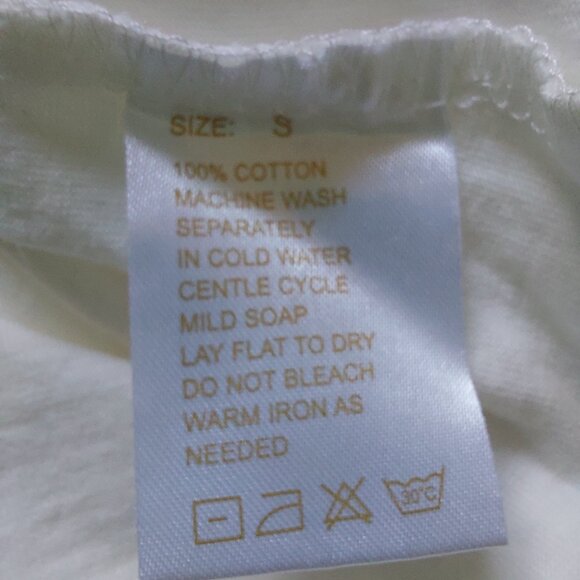 SIZE: S
100% COTTON
MACHINE WASH
SEPARATELY
IN COLD WATER
CENTLE CYCLE
MILD SOAP
LAY FLAT TO DRY
DO NOT BLEACH
WARM IRON AS
NEEDED
30°C